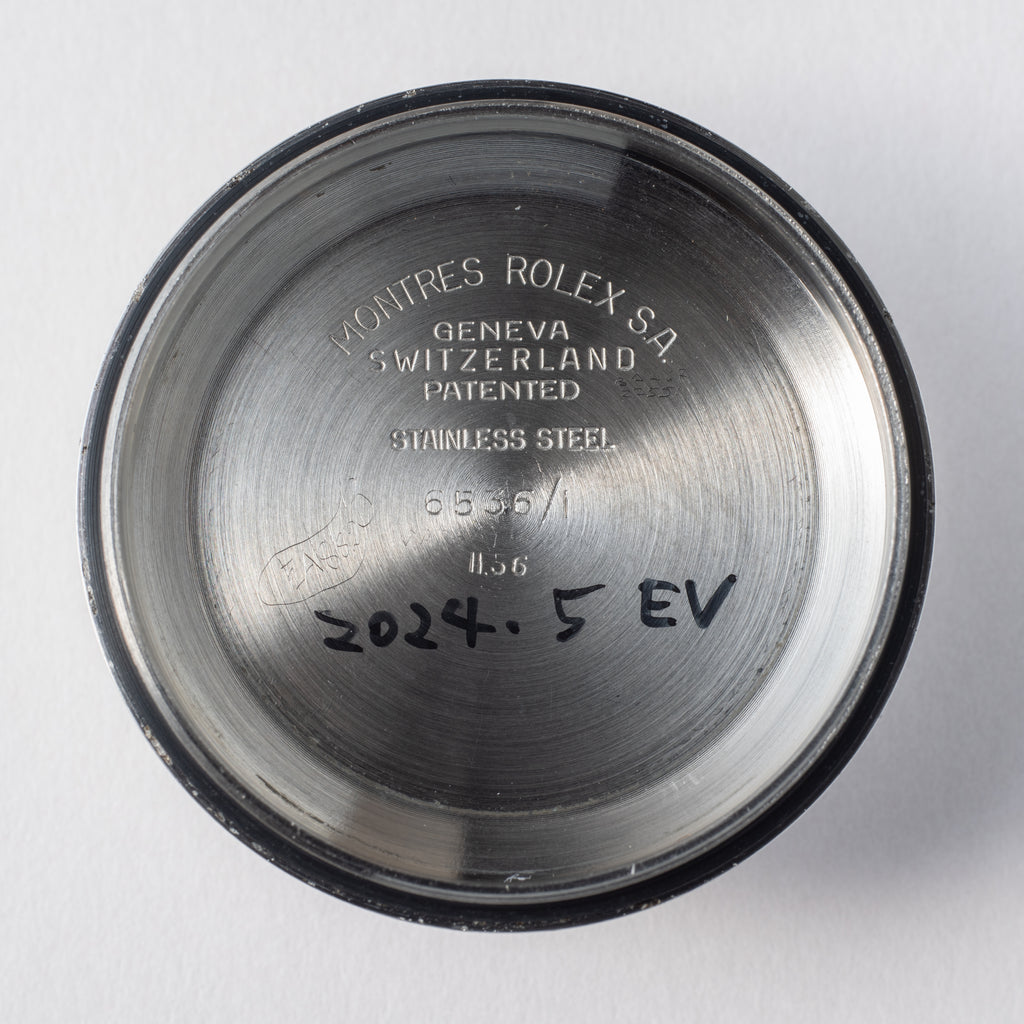 MONTRES ROLEX S.A.
GENEVA
SWITZERLAND
PATENTED
STAINLESS STEEL
6536/1
II.56
2024.5 EV